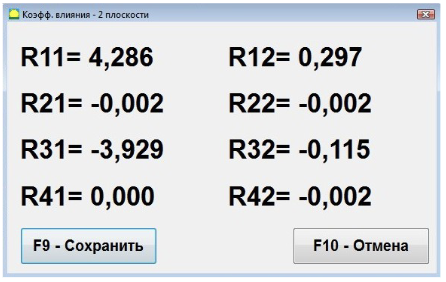 Коэфф. влияния - 2 плоскости
R11= 4,286 R12= 0,297
R21= -0,002 R22= -0,002
R31= -3,929 R32= -0,115
R41= 0,000 R42= -0,002
F9 - Сохранить F10 - Отмена